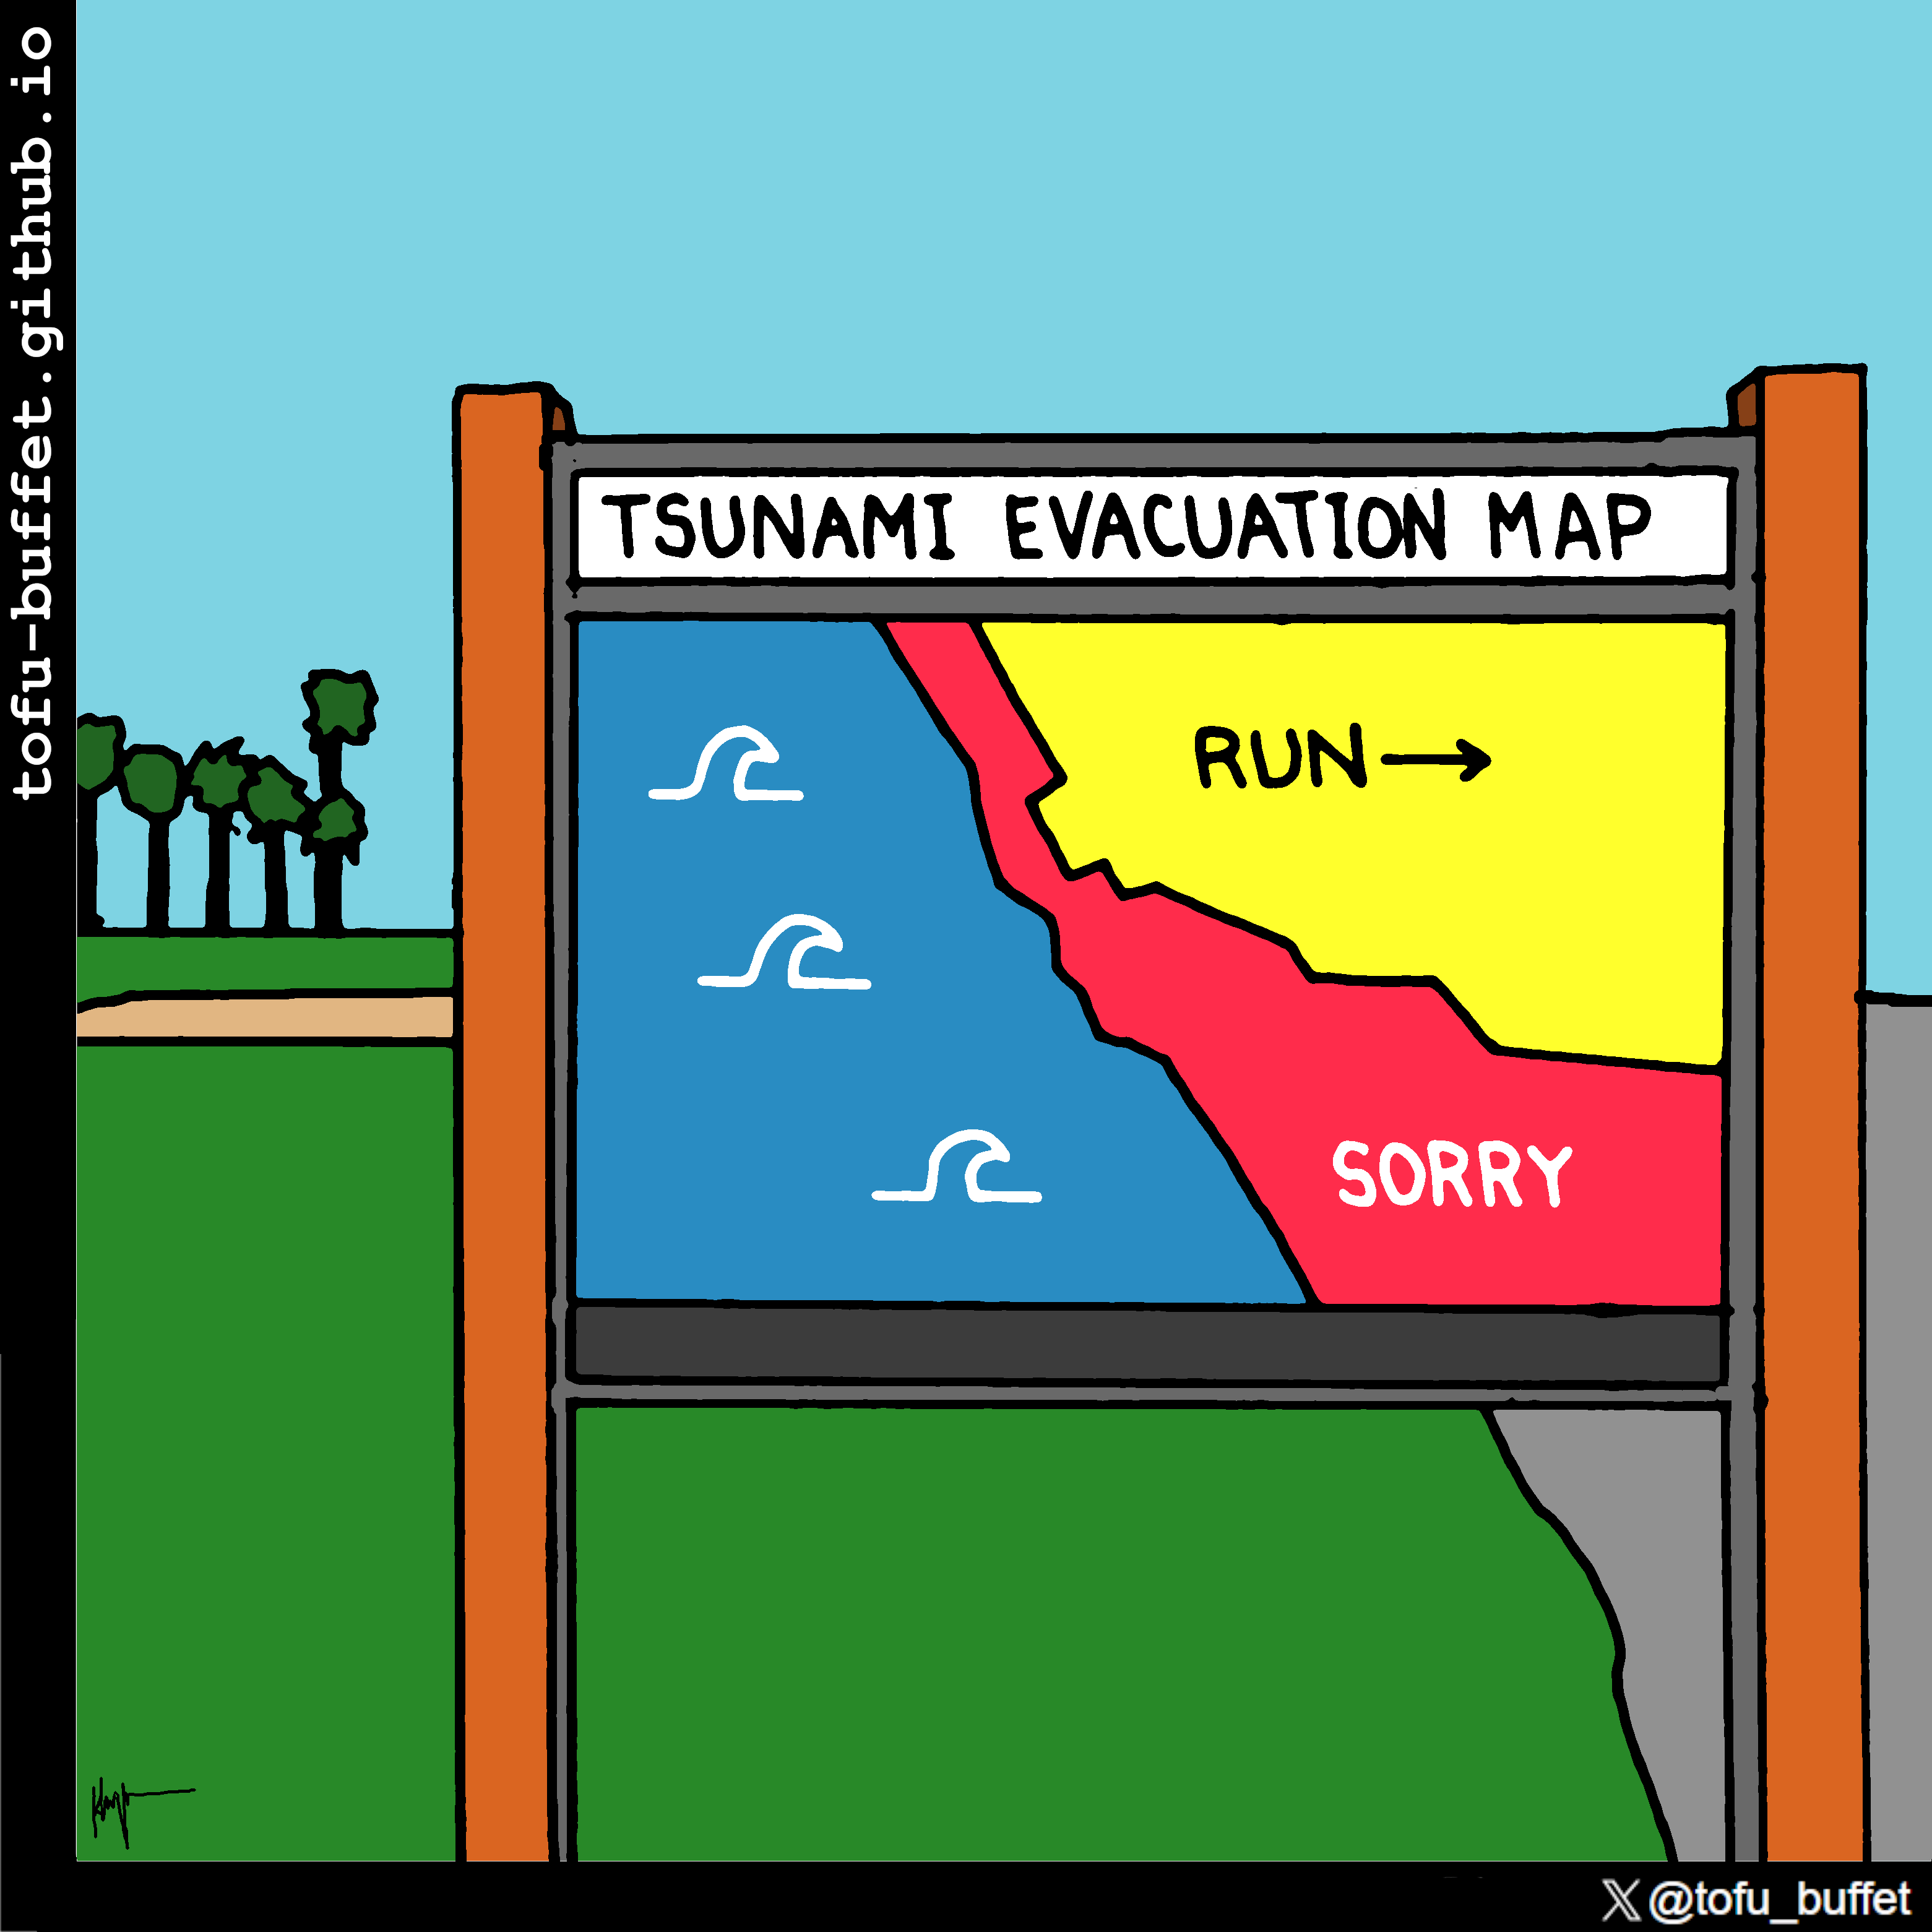 tofu-buffet.github.io
TSUNAMI EVACUATION MAP
RUN→
SORRY
𝕏 @tofu_buffet